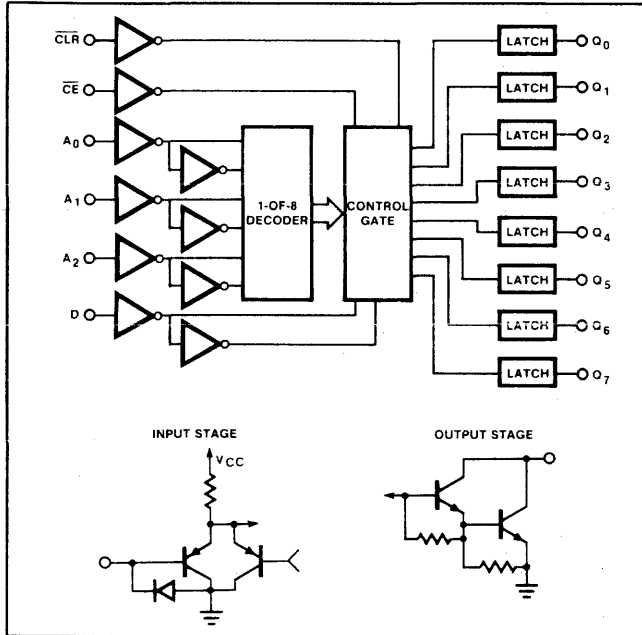 CLR
CE
A0
A1
A2
D
1-OF-8
DECODER
CONTROL
GATE
LATCH Q0
LATCH Q1
LATCH Q2
LATCH Q3
LATCH Q4
LATCH Q5
LATCH Q6
LATCH Q7
INPUT STAGE
VCC
OUTPUT STAGE